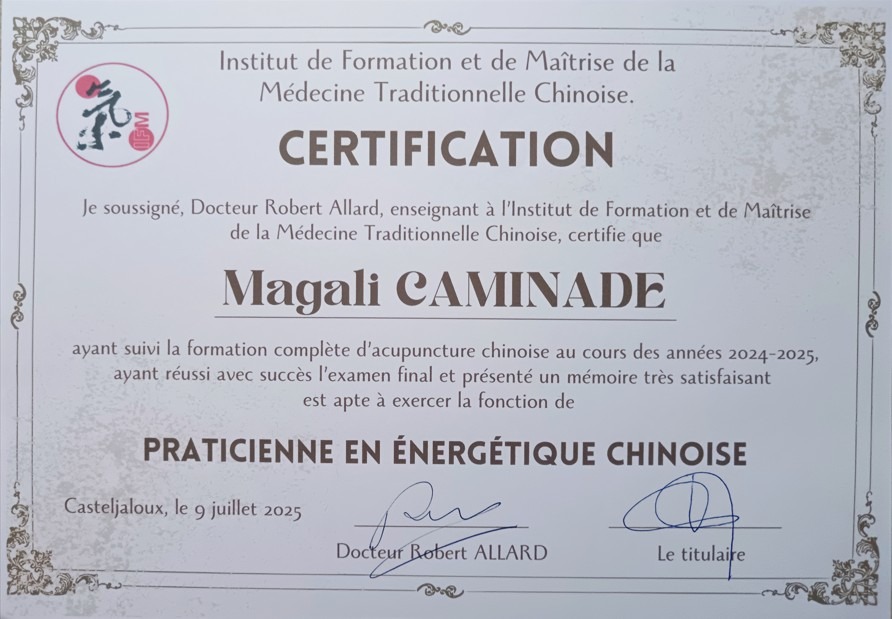 Institut de Formation et de Maîtrise de la
Médecine Traditionnelle Chinoise.
氣
IFM
CERTIFICATION
Je soussigné, Docteur Robert Allard, enseignant à l'Institut de Formation et de Maîtrise
de la Médecine Traditionnelle Chinoise, certifie que
Magali CAMINADE
ayant suivi la formation complète d'acupuncture chinoise au cours des années 2024-2025,
ayant réussi avec succès l'examen final et présenté un mémoire très satisfaisant
est apte à exercer la fonction de
PRATICIENNE EN ÉNERGÉTIQUE CHINOISE
Casteljaloux, le 9 juillet 2025
Docteur Robert ALLARD
Le titulaire